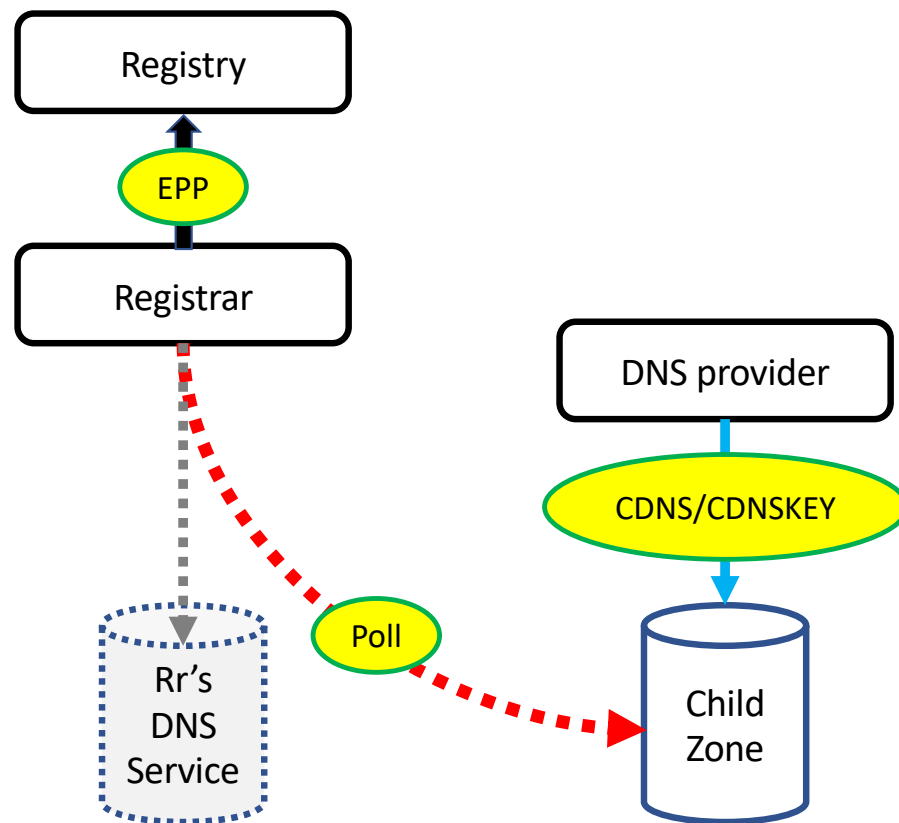 Registry
EPP
Registrar
DNS provider
CDNS/CDNSKEY
Poll
Rr's
DNS
Service
Child
Zone